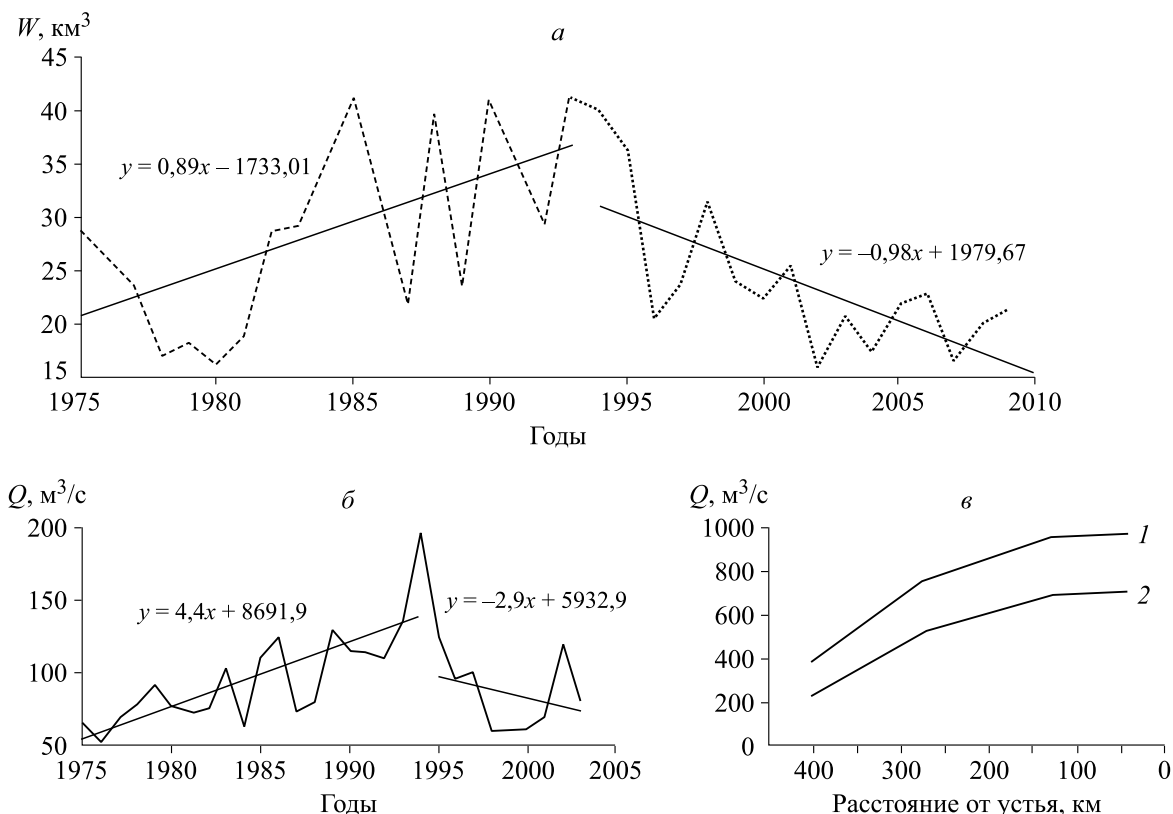 W, км³
а
45
40
35
30
25
20
15
y = 0,89x – 1733,01
y = –0,98x + 1979,67
1975 1980 1985 1990 1995 2000 2005 2010
Годы
Q, м³/с
б
200
150
100
50
y = 4,4x + 8691,9
y = –2,9x + 5932,9
1975 1980 1985 1990 1995 2000 2005
Годы
Q, м³/с
в
1000
800
600
400
200
0
1
2
400 300 200 100 0
Расстояние от устья, км